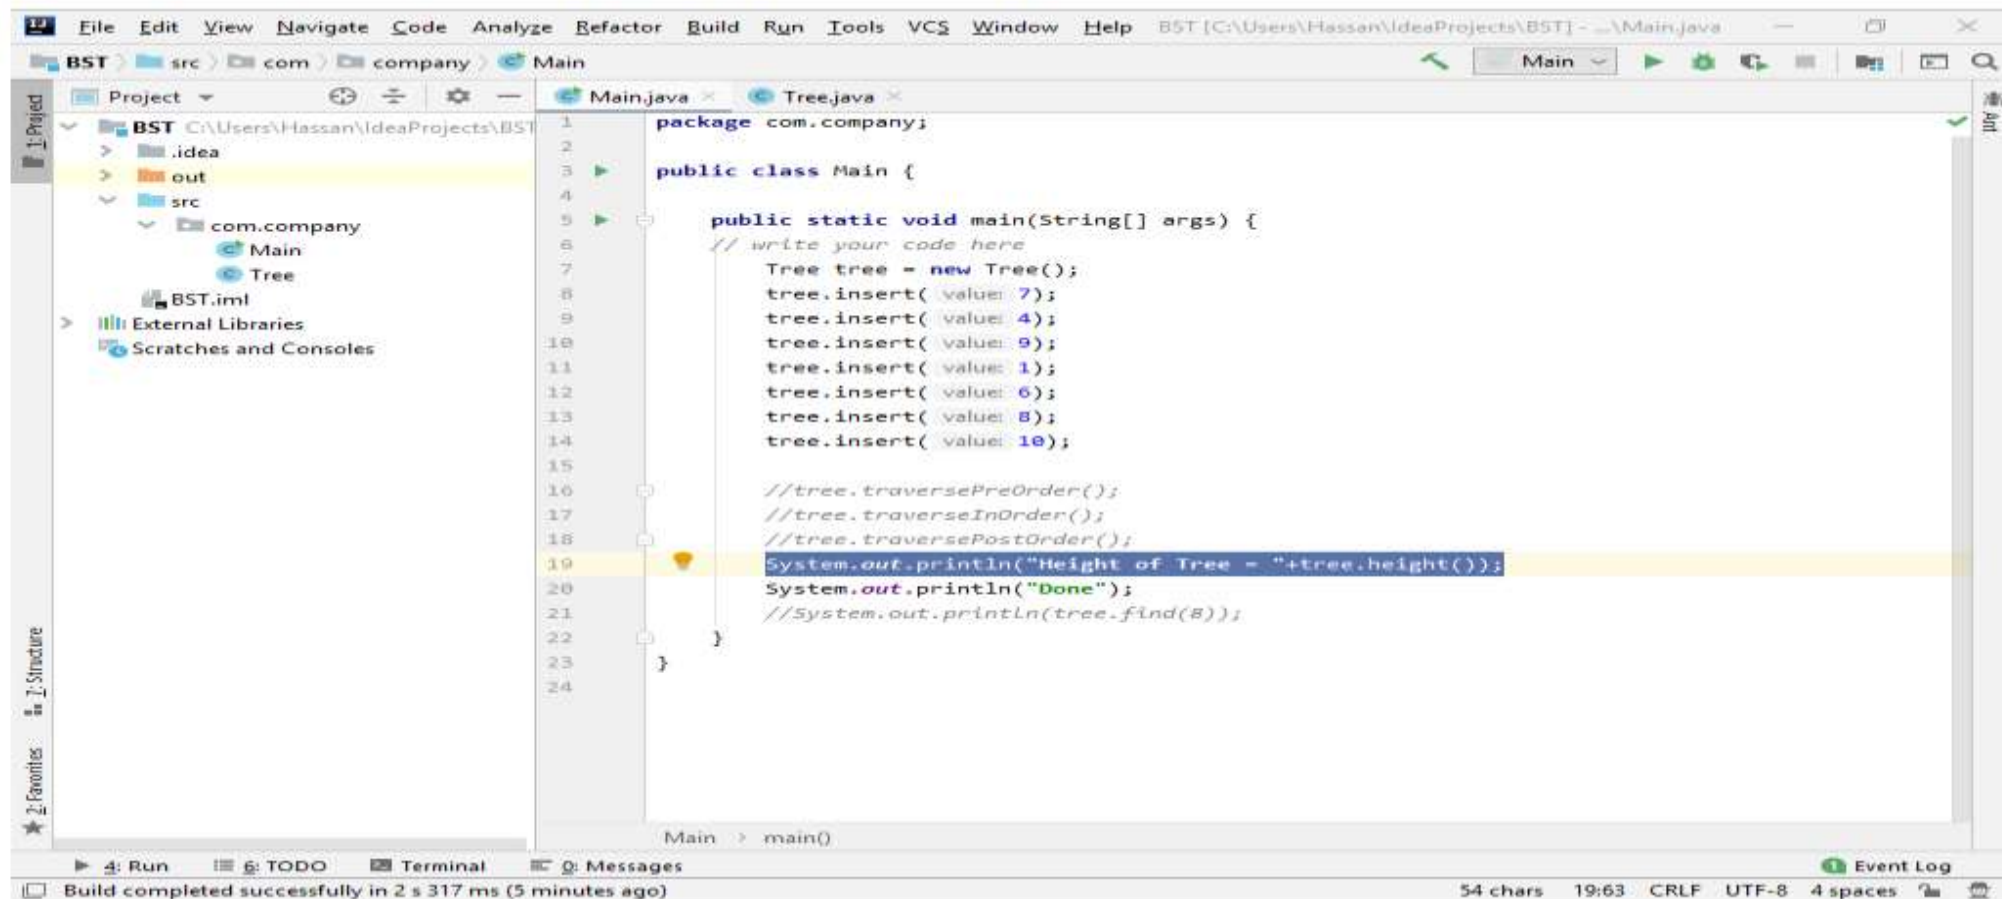 File Edit View Navigate Code Analyze Refactor Build Run Tools VCS Window Help BST [C:\Users\Hassan\IdeaProjects\BST] - ...\Main.java
BST src com company Main
Main
Project
Main.java
Tree.java
1: Project
Ant
BST C:\Users\Hassan\IdeaProjects\BST
.idea
out
src
com.company
Main
Tree
BST.iml
External Libraries
Scratches and Consoles
1 package com.company;
2
3 public class Main {
4
5 public static void main(String[] args) {
6 // write your code here
7 Tree tree = new Tree();
8 tree.insert( value: 7);
9 tree.insert( value: 4);
10 tree.insert( value: 9);
11 tree.insert( value: 1);
12 tree.insert( value: 6);
13 tree.insert( value: 8);
14 tree.insert( value: 10);
15
16 //tree.traversePreOrder();
17 //tree.traverseInOrder();
18 //tree.traversePostOrder();
19 System.out.println("Height of Tree = "+tree.height());
20 System.out.println("Done");
21 //System.out.println(tree.find(8));
22 }
23 }
24
7: Structure
2: Favorites
Main > main()
4: Run 6: TODO Terminal 0: Messages
1 Event Log
Build completed successfully in 2 s 317 ms (5 minutes ago)
54 chars 19:63 CRLF UTF-8 4 spaces